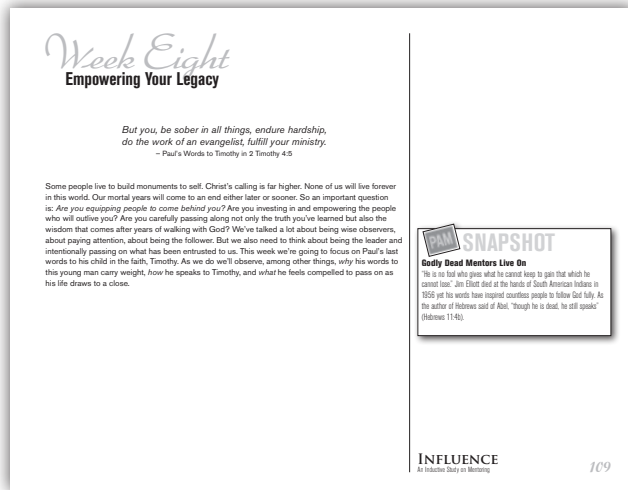 Week Eight
Empowering Your Legacy
But you, be sober in all things, endure hardship,
do the work of an evangelist, fulfill your ministry.
– Paul's Words to Timothy in 2 Timothy 4:5
Some people live to build monuments to self. Christ's calling is far higher. None of us will live forever
in this world. Our mortal years will come to an end either later or sooner. So an important question
is: Are you equipping people to come behind you? Are you investing in and empowering the people
who will outlive you? Are you carefully passing along not only the truth you've learned but also the
wisdom that comes after years of walking with God? We've talked a lot about being wise observers,
about paying attention, about being the follower. But we also need to think about being the leader and
intentionally passing on what has been entrusted to us. This week we're going to focus on Paul's last
words to his child in the faith, Timothy. As we do we'll observe, among other things, why his words to
this young man carry weight, how he speaks to Timothy, and what he feels compelled to pass on as
his life draws to a close.
PAM SNAPSHOT
Godly Dead Mentors Live On
"He is no fool who gives what he cannot keep to gain that which he
cannot lose." Jim Elliott died at the hands of South American Indians in
1956 yet his words have inspired countless people to follow God fully. As
the author of Hebrews said of Abel, "though he is dead, he still speaks"
(Hebrews 11:4b).
INFLUENCE
An Inductive Study on Mentoring
109